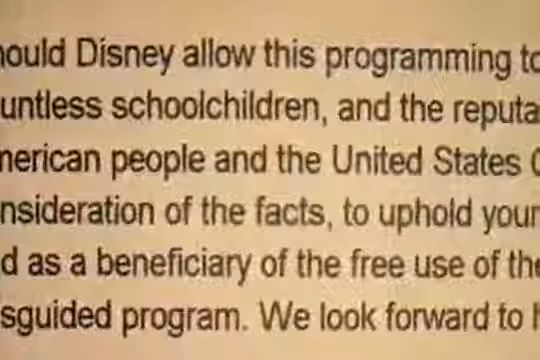 hould Disney allow this programming to
untless schoolchildren, and the reputa
merican people and the United States
nsideration of the facts, to uphold your
d as a beneficiary of the free use of the
sguided program. We look forward to h